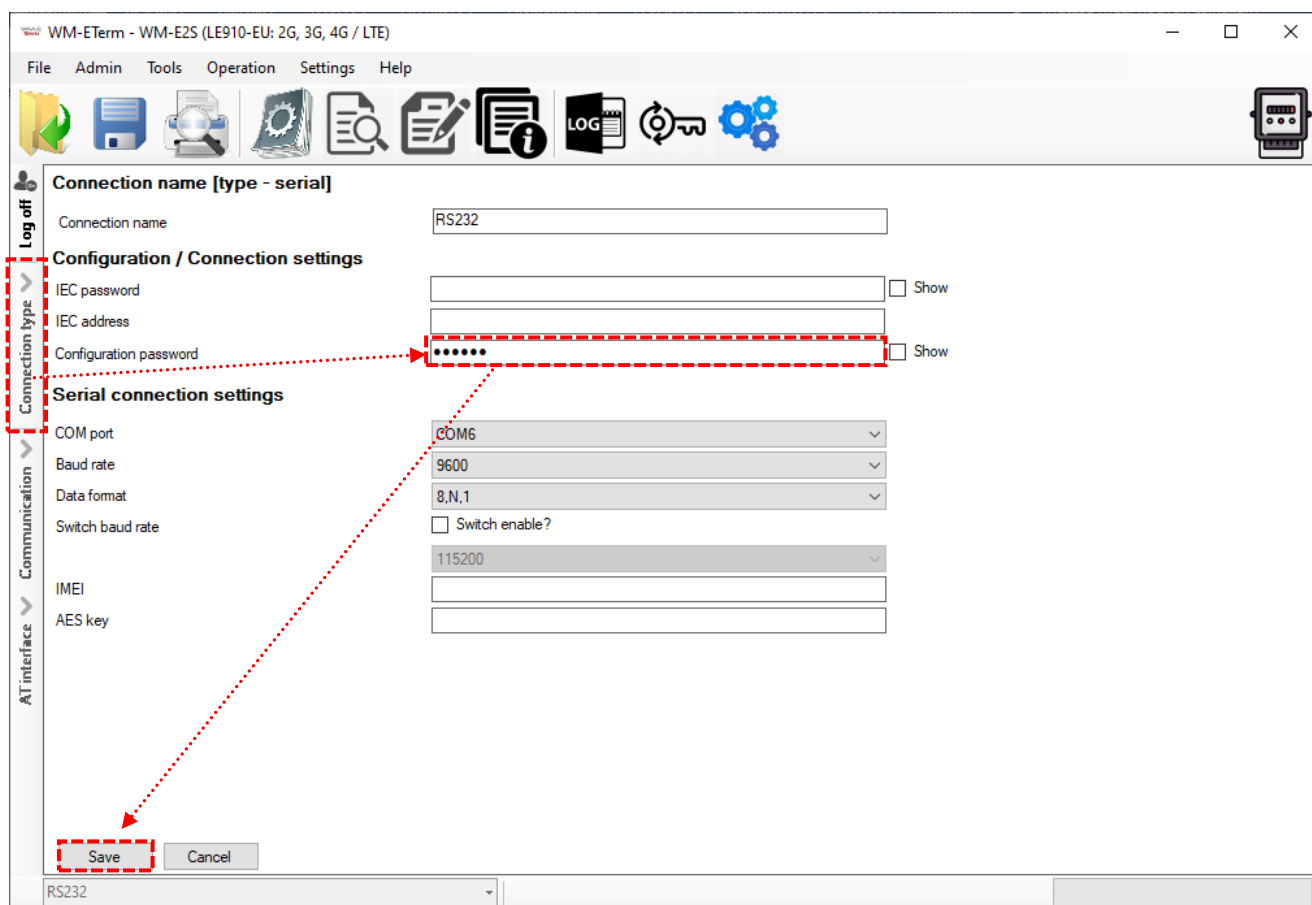 WM-ETerm - WM-E2S (LE910-EU: 2G, 3G, 4G / LTE)
File Admin Tools Operation Settings Help
LOG
Log off
Connection type
Communication
AT interface
Connection name [type - serial]
Connection name RS232
Configuration / Connection settings
IEC password Show
IEC address
Configuration password •••••• Show
Serial connection settings
COM port COM6
Baud rate 9600
Data format 8,N,1
Switch baud rate Switch enable?
115200
IMEI
AES key
Save Cancel
RS232